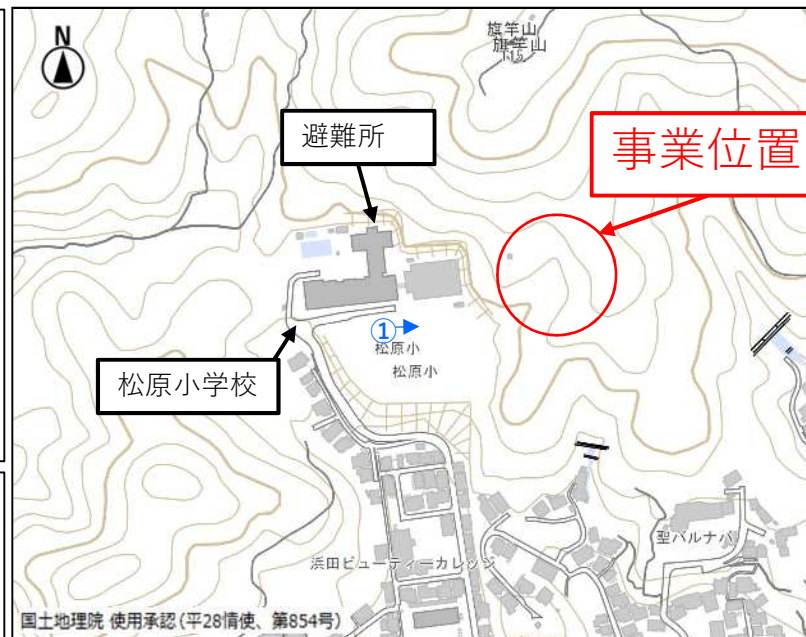 N
旗竿山
旗竿山
115
避難所
事業位置
①
松原小
松原小
松原小学校
聖バルナバ
浜田ビューティーカレッジ
国土地理院 使用承認(平28情使、第854号)